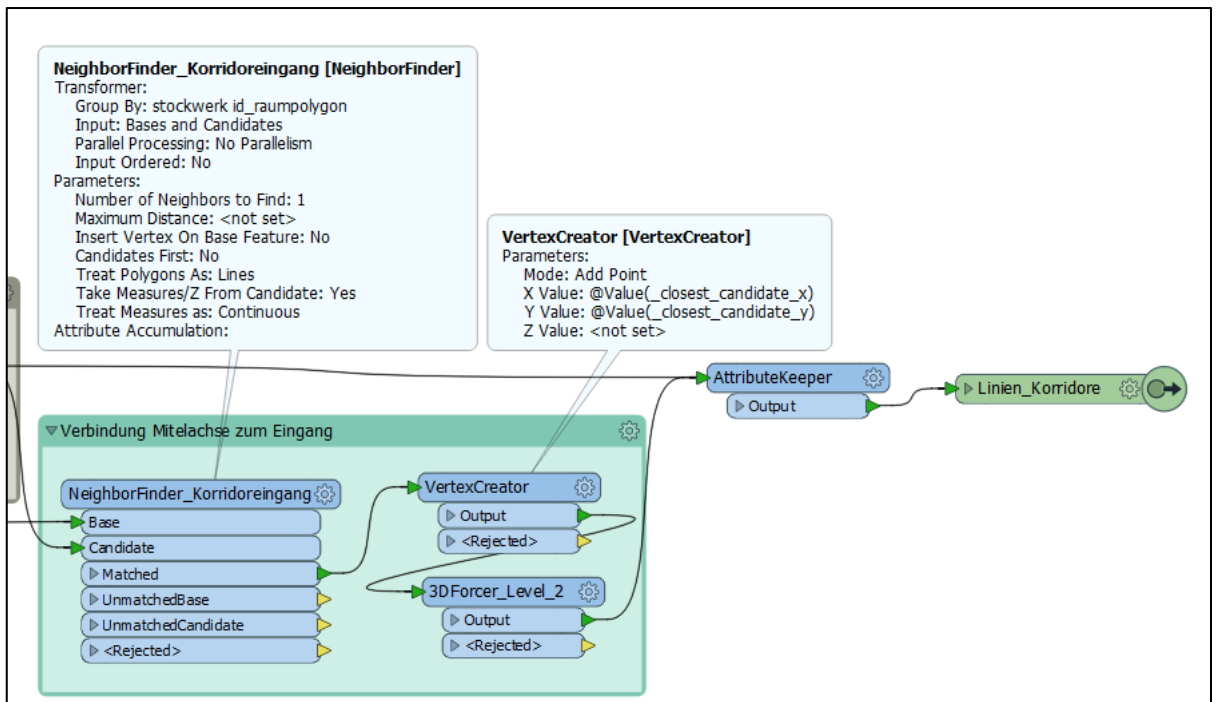 NeighborFinder_Korridoreingang [NeighborFinder]
Transformer:
Group By: stockwerk id_raumpolygon
Input: Bases and Candidates
Parallel Processing: No Parallelism
Input Ordered: No
Parameters:
Number of Neighbors to Find: 1
Maximum Distance: <not set>
Insert Vertex On Base Feature: No
Candidates First: No
Treat Polygons As: Lines
Take Measures/Z From Candidate: Yes
Treat Measures as: Continuous
Attribute Accumulation:
VertexCreator [VertexCreator]
Parameters:
Mode: Add Point
X Value: @Value(_closest_candidate_x)
Y Value: @Value(_closest_candidate_y)
Z Value: <not set>
AttributeKeeper
Output
Linien_Korridore
Verbindung Mitelachse zum Eingang
NeighborFinder_Korridoreingang
Base
Candidate
Matched
UnmatchedBase
UnmatchedCandidate
<Rejected>
VertexCreator
Output
<Rejected>
3DForcer_Level_2
Output
<Rejected>